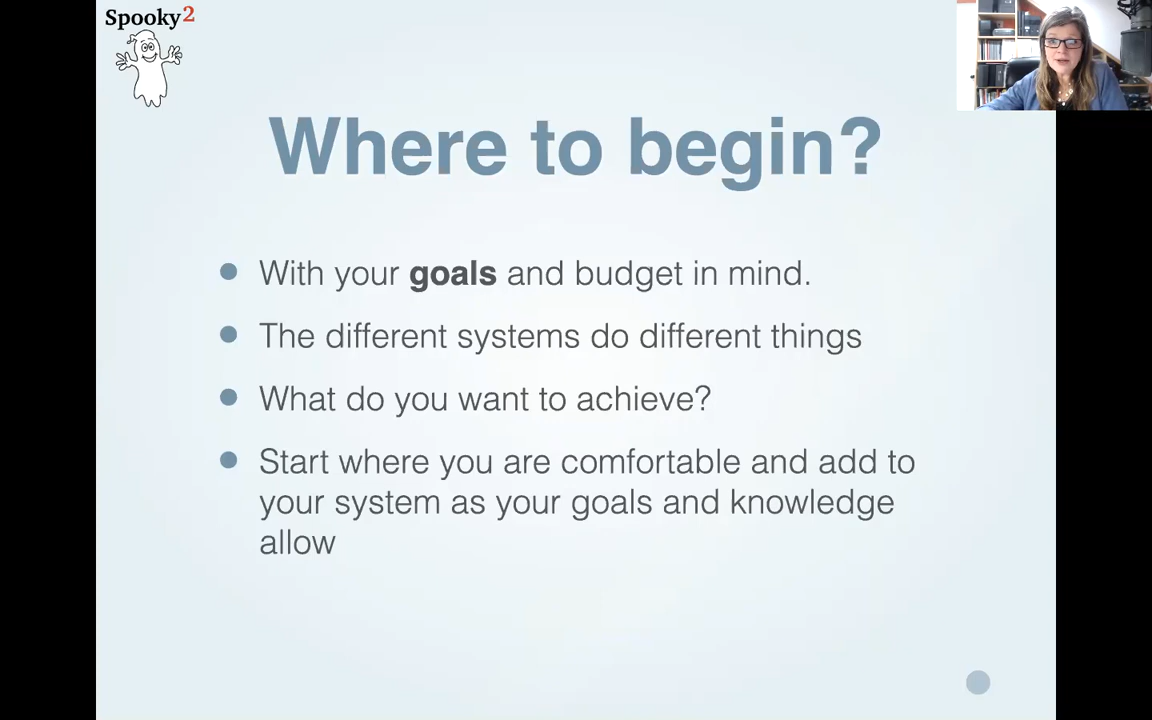 Spooky2
Where to begin?
With your goals and budget in mind.
The different systems do different things
What do you want to achieve?
Start where you are comfortable and add to
your system as your goals and knowledge
allow